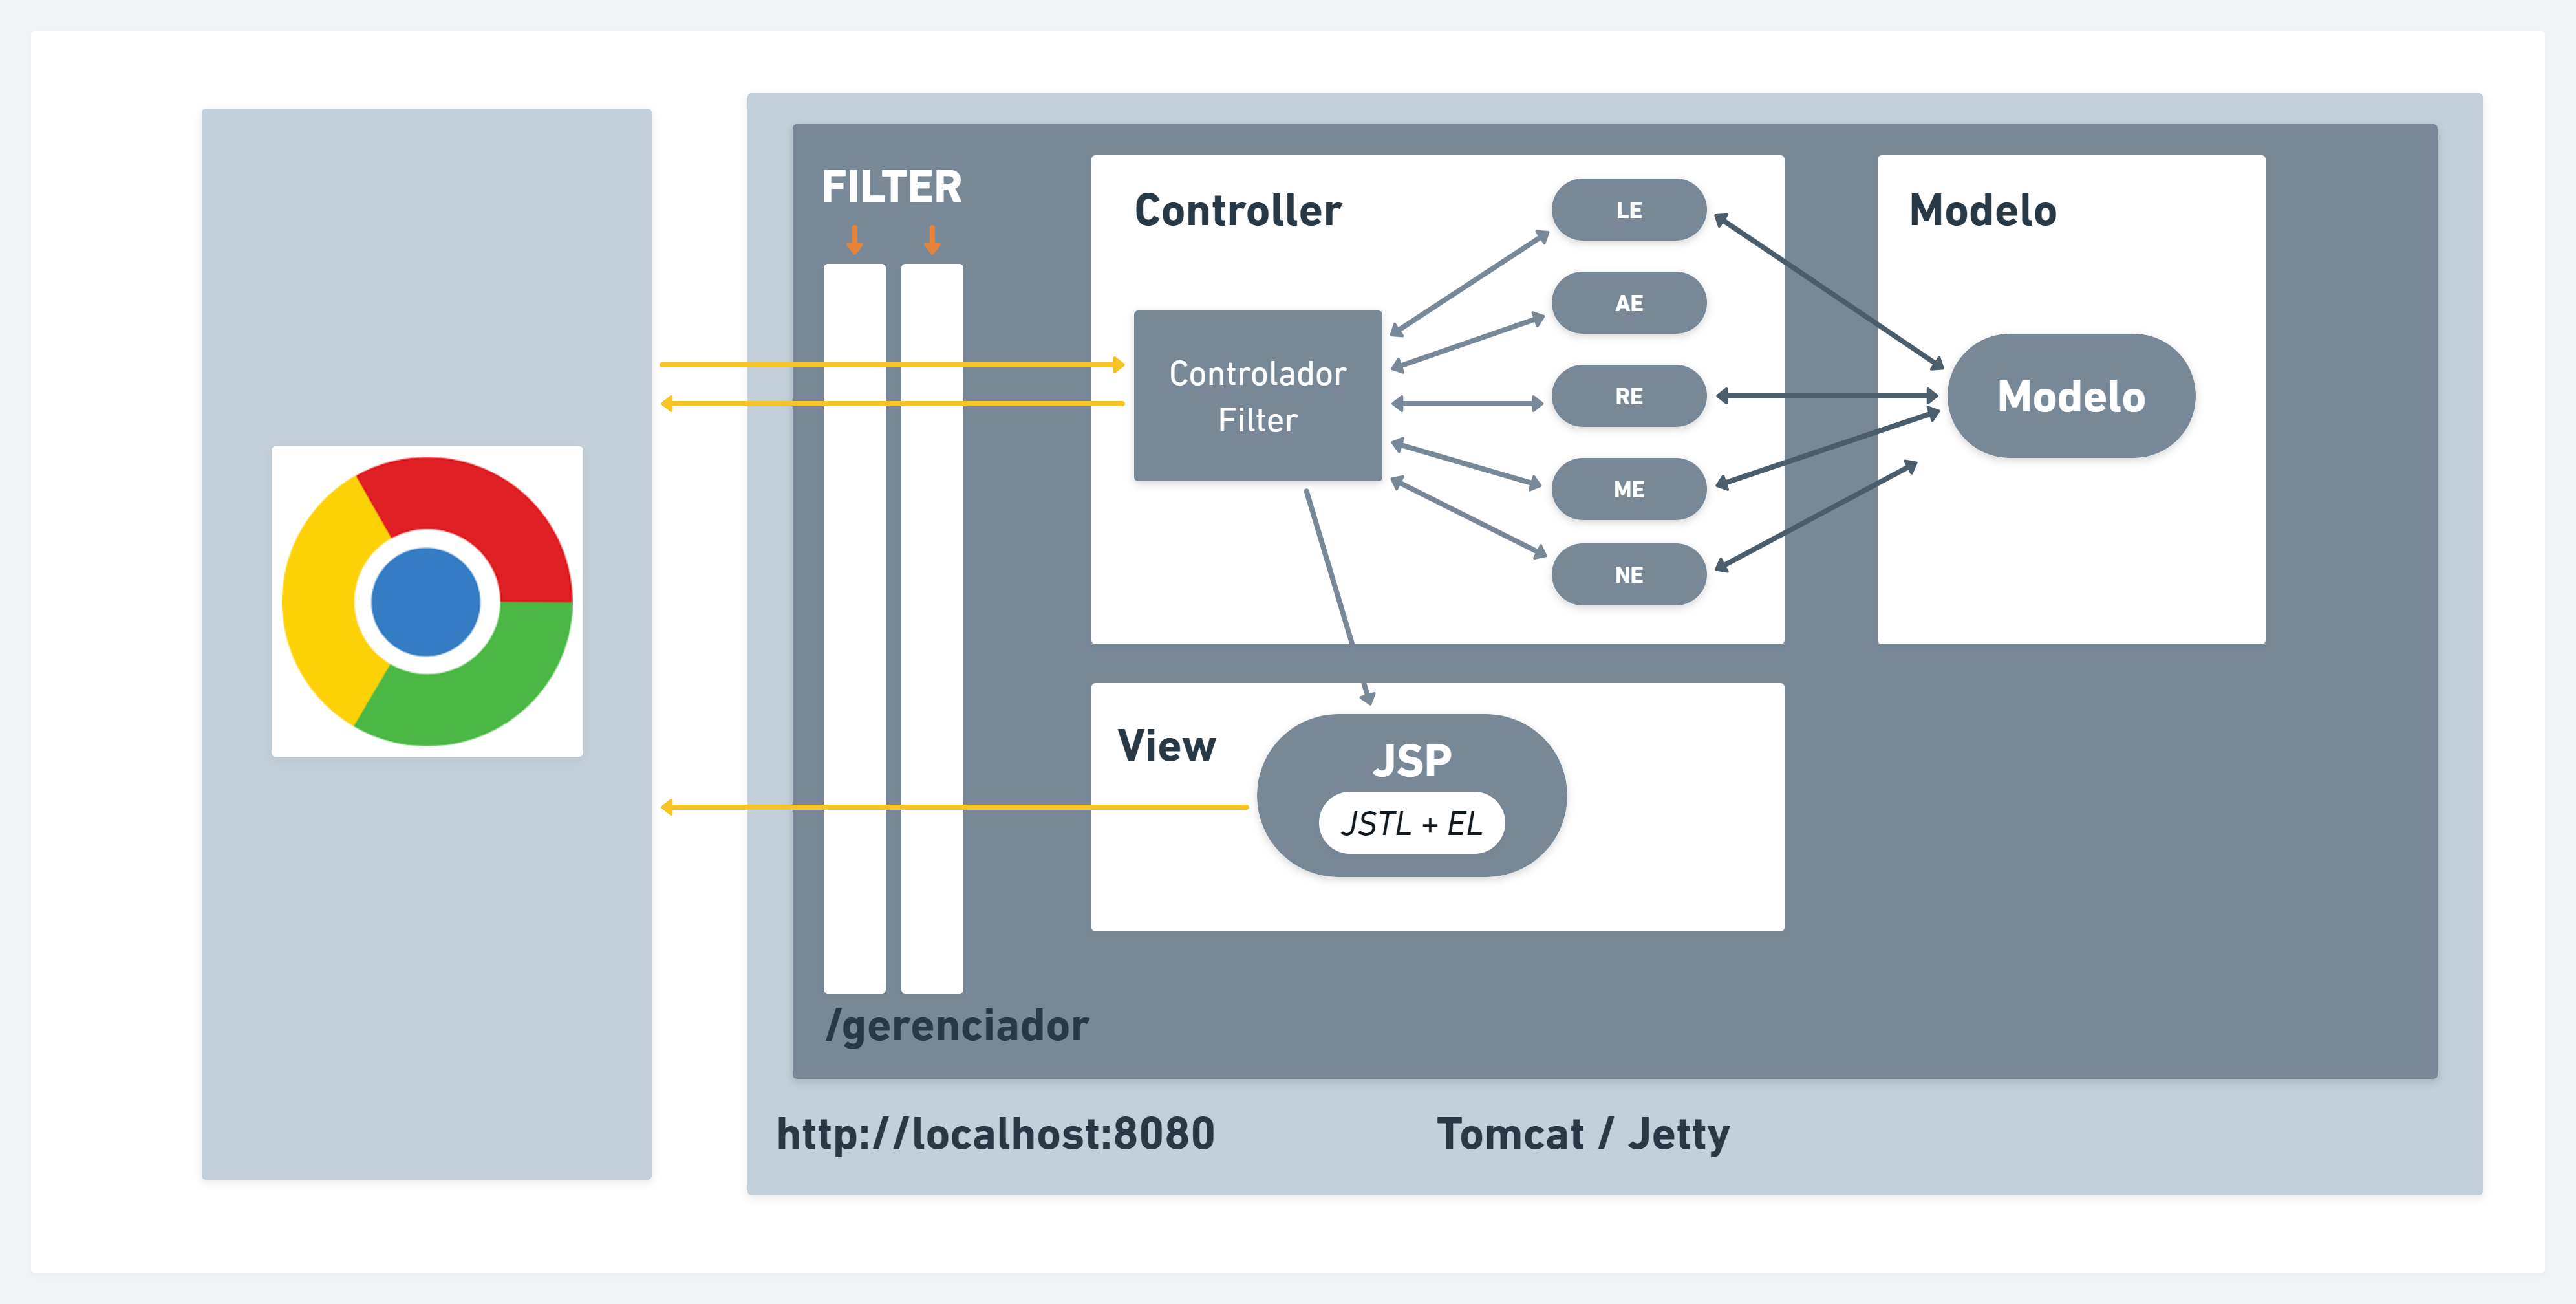 FILTER
Controller
Controlador
Filter
LE
AE
RE
ME
NE
Modelo
Modelo
View
JSP
JSTL + EL
/gerenciador
http://localhost:8080
Tomcat / Jetty